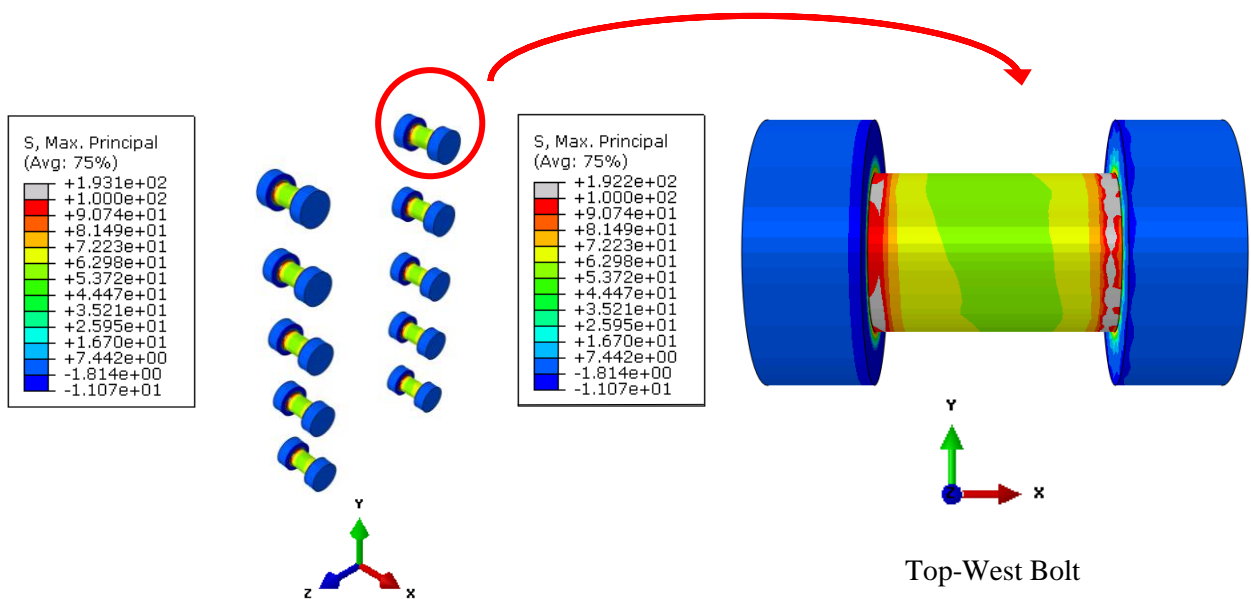 S, Max. Principal
(Avg: 75%)
+1.931e+02
+1.000e+02
+9.074e+01
+8.149e+01
+7.223e+01
+6.298e+01
+5.372e+01
+4.447e+01
+3.521e+01
+2.595e+01
+1.670e+01
+7.442e+00
-1.814e+00
-1.107e+01
Y
Z
X
S, Max. Principal
(Avg: 75%)
+1.922e+02
+1.000e+02
+9.074e+01
+8.149e+01
+7.223e+01
+6.298e+01
+5.372e+01
+4.447e+01
+3.521e+01
+2.595e+01
+1.670e+01
+7.442e+00
-1.814e+00
-1.107e+01
Y
Z
X
Top-West Bolt